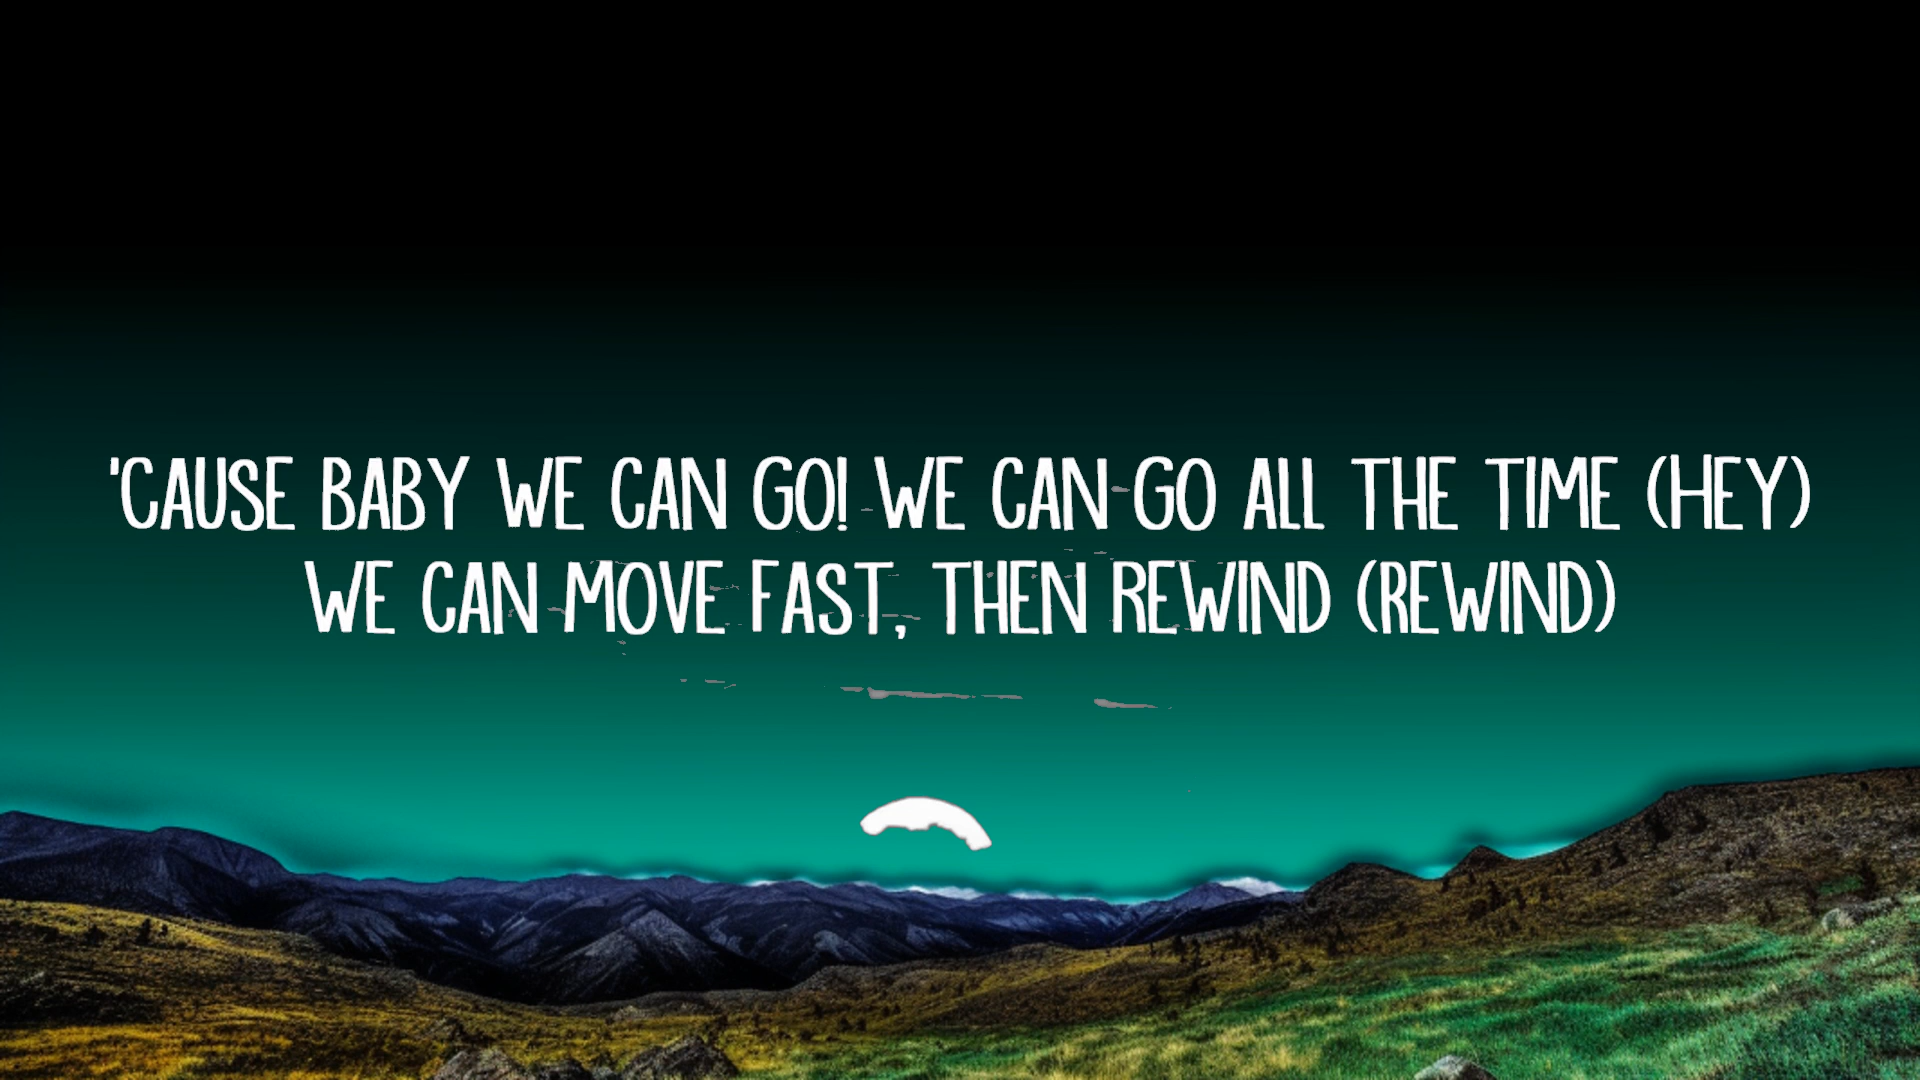 'CAUSE BABY WE CAN GO! WE CAN GO ALL THE TIME (HEY)
WE CAN MOVE FAST, THEN REWIND (REWIND)